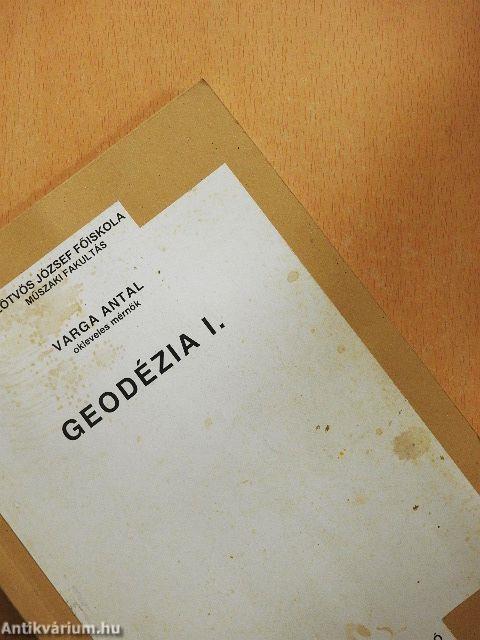 ÖTVÖS JÓZSEF FŐISKOLA
MŰSZAKI FAKULTÁS
VARGA ANTAL
okleveles mérnök
GEODÉZIA I.
Antikvárium.hu